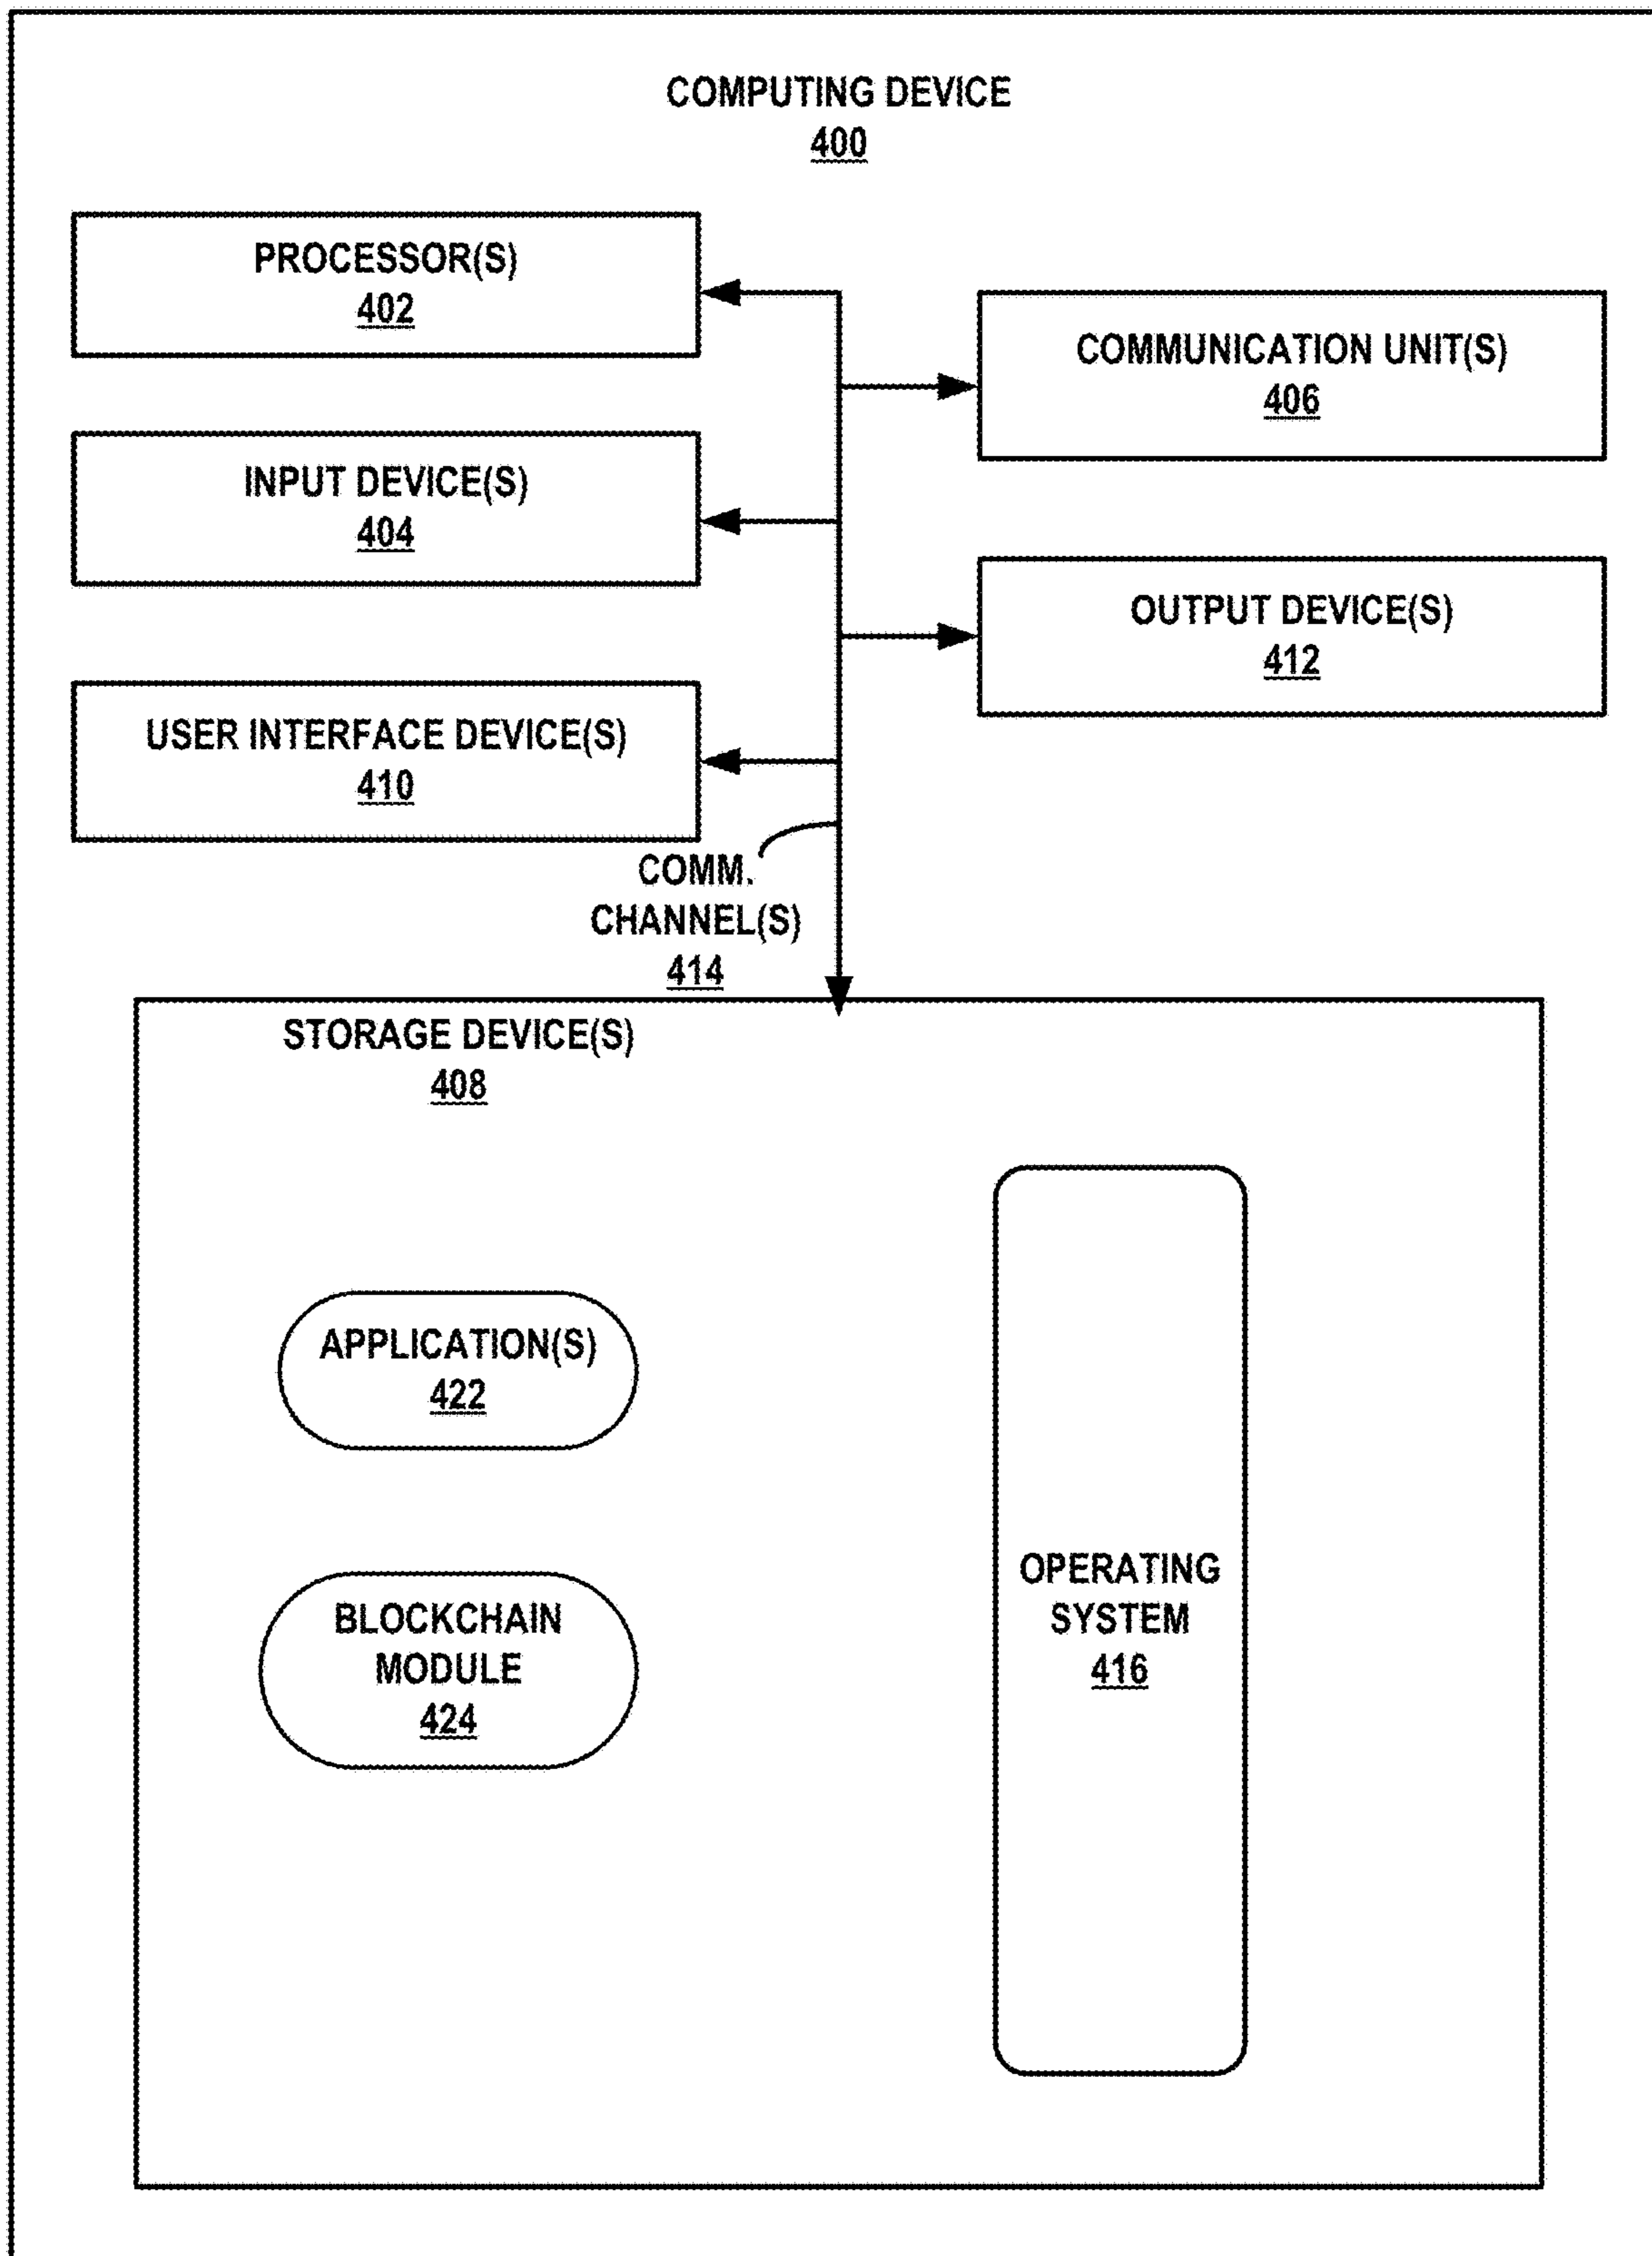 COMPUTING DEVICE
400
PROCESSOR(S)
402
COMMUNICATION UNIT(S)
406
INPUT DEVICE(S)
404
OUTPUT DEVICE(S)
412
USER INTERFACE DEVICE(S)
410
COMM.
CHANNEL(S)
414
STORAGE DEVICE(S)
408
APPLICATION(S)
422
BLOCKCHAIN
MODULE
424
OPERATING
SYSTEM
416